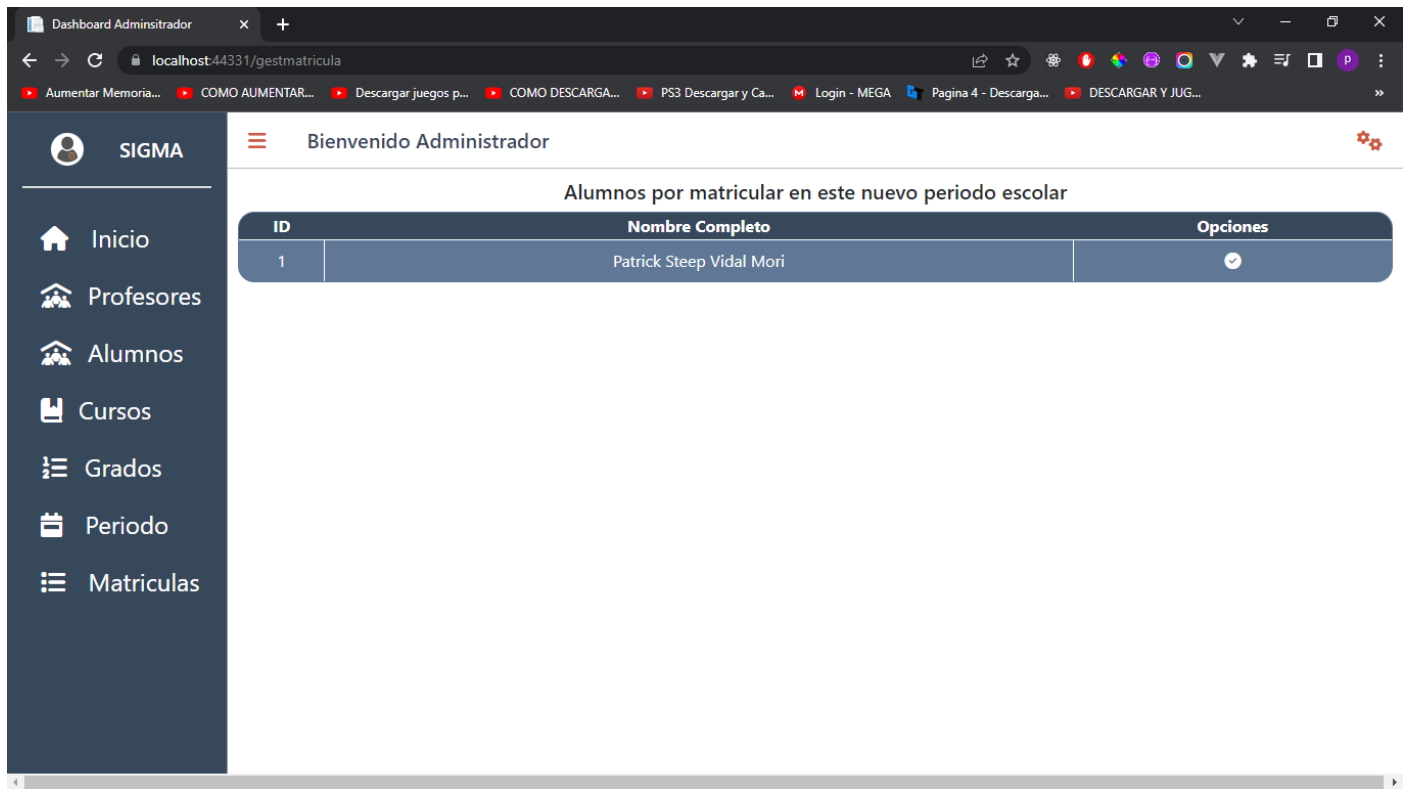 Dashboard Adminsitrador
localhost:44331/gestmatricula
P
Aumentar Memoria... COMO AUMENTAR... Descargar juegos p... COMO DESCARGA... PS3 Descargar y Ca... Login - MEGA Pagina 4 - Descarga... DESCARGAR Y JUG... »
SIGMA
Bienvenido Administrador
Alumnos por matricular en este nuevo periodo escolar
ID Nombre Completo Opciones
1 Patrick Steep Vidal Mori
Inicio
Profesores
Alumnos
Cursos
Grados
Periodo
Matriculas